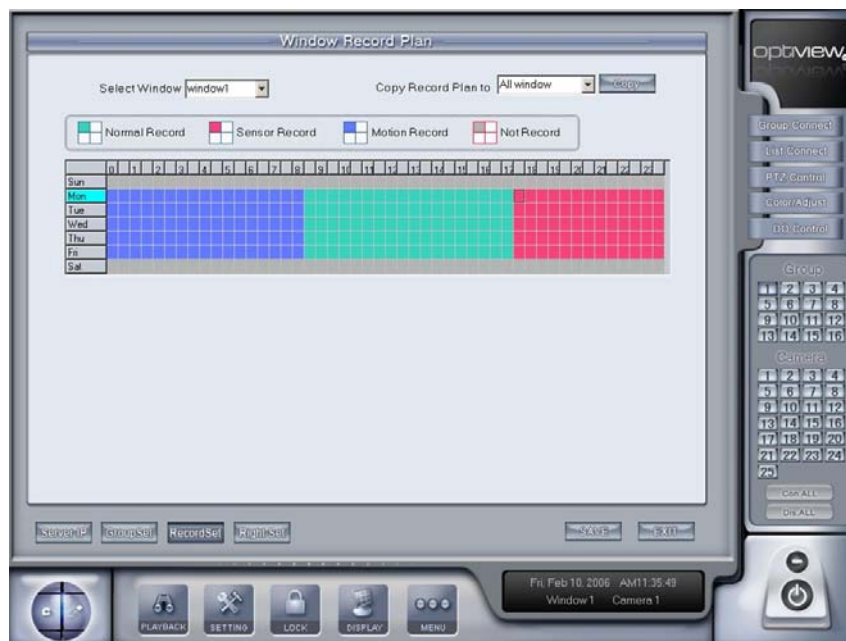 Window Record Plan
optview
Select Window window1
Copy Record Plan to All window Copy
Normal Record Sensor Record Motion Record Not Record
0 1 2 3 4 5 6 7 8 9 10 11 12 13 14 15 16 17 18 19 20 21 22 23
Sun
Mon
Tue
Wed
Thu
Fri
Sat
Group Connect
List Connect
PTZ Control
Color/Adjust
DO Control
Group
1 2 3 4
5 6 7 8
9 10 11 12
13 14 15 16
Camera
1 2 3 4
5 6 7 8
9 10 11 12
13 14 15 16
17 18 19 20
21 22 23 24
25
Con.ALL
Dis.ALL
Server IP GroupSet RecordSet Right Set SAVE EXIT
Fri, Feb 10, 2006 AM11:35:49
Window 1 Camera 1
PLAYBACK SETTING LOCK DISPLAY MENU